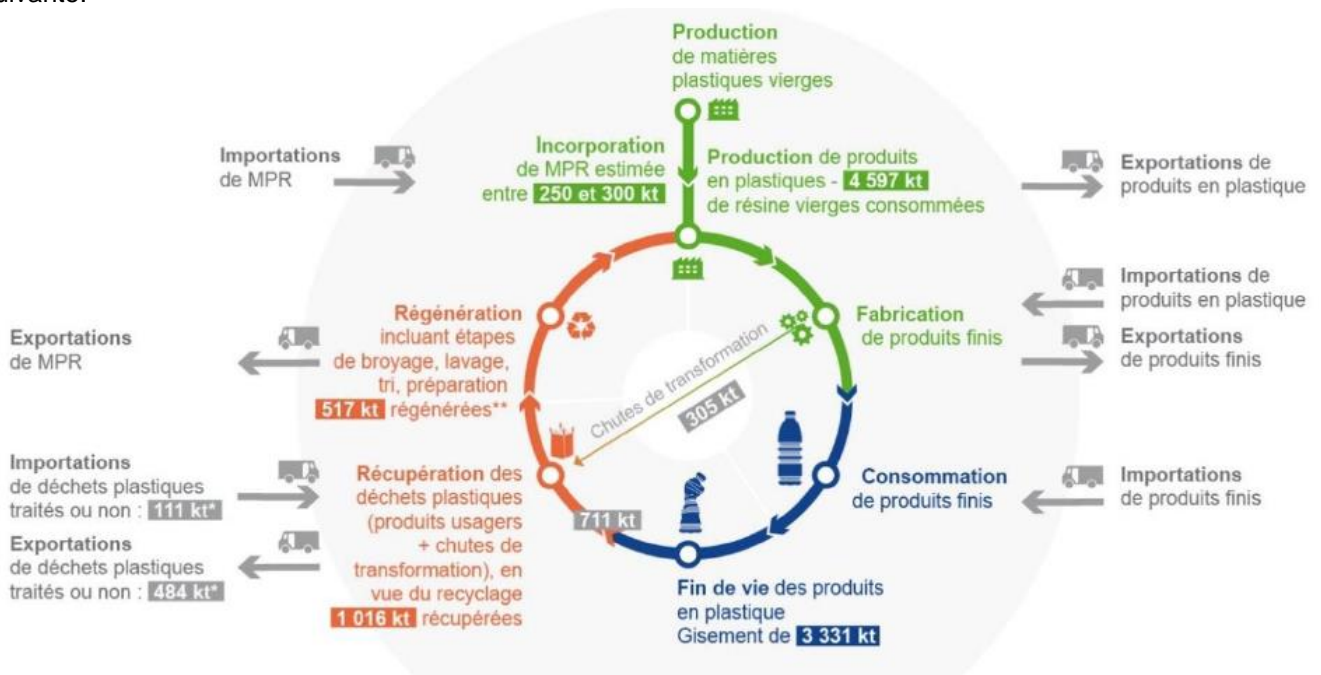 Production
de matières
plastiques vierges
Incorporation
de MPR estimée
entre 250 et 300 kt
Production de produits
en plastiques - 4 597 kt
de résine vierges consommées
Importations
de MPR
Exportations de
produits en plastique
Importations de
produits en plastique
Exportations
de produits finis
Fabrication
de produits finis
Régénération
incluant étapes
de broyage, lavage,
tri, préparation
517 kt régénérées**
Exportations
de MPR
Chutes de transformation
305 kt
Importations
de déchets plastiques
traités ou non : 111 kt*
Exportations
de déchets plastiques
traités ou non : 484 kt*
Récupération des
déchets plastiques
(produits usagers
+ chutes de
transformation), en
vue du recyclage
1 016 kt récupérées
711 kt
Consommation
de produits finis
Importations
de produits finis
Fin de vie des produits
en plastique
Gisement de 3 331 kt